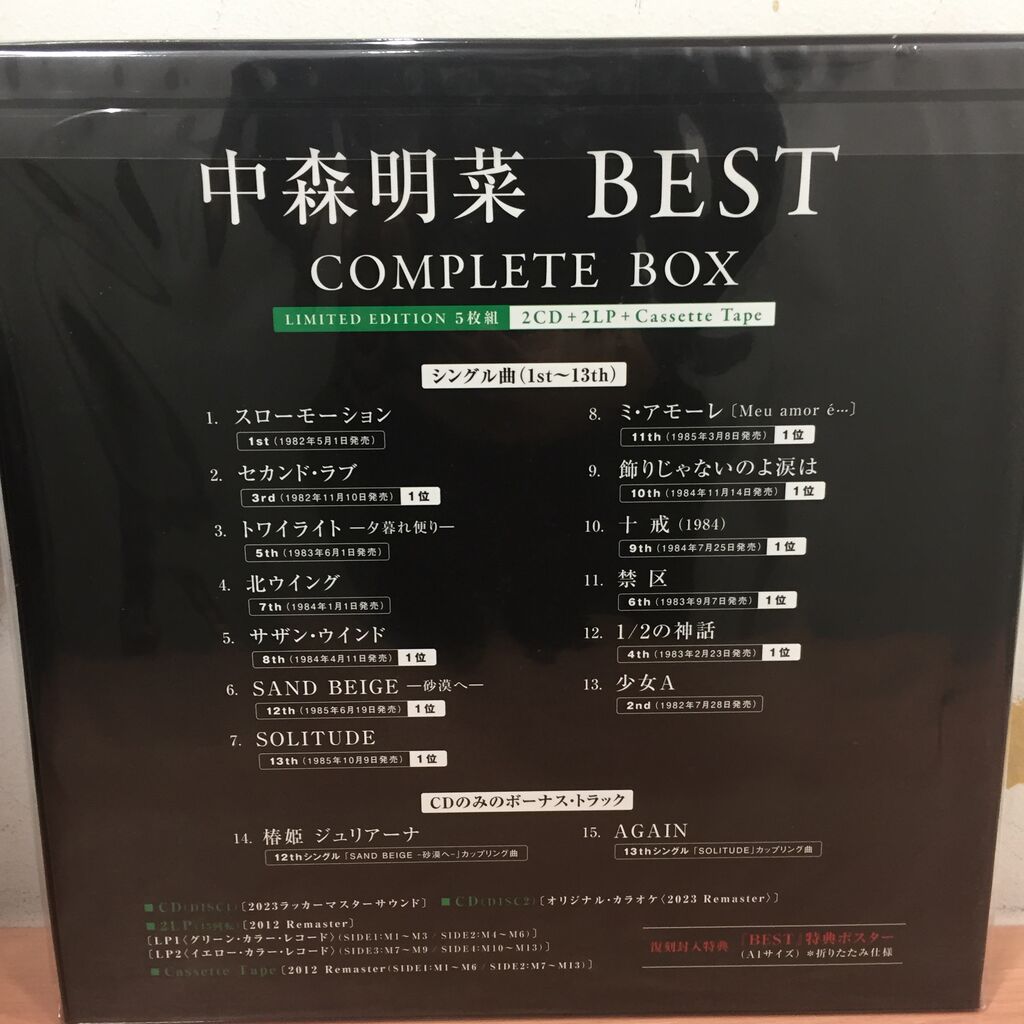 中森明菜 BEST
COMPLETE BOX
LIMITED EDITION 5枚組 2CD+2LP+Cassette Tape
シングル曲(1st〜13th)
1. スローモーション
1st(1982年5月1日発売)
2. セカンド・ラブ
3rd(1982年11月10日発売) 1位
3. トワイライト —夕暮れ便り—
5th(1983年6月1日発売)
4. 北ウイング
7th(1984年1月1日発売)
5. サザン・ウインド
8th(1984年4月11日発売) 1位
6. SAND BEIGE —砂漠へ—
12th(1985年6月19日発売) 1位
7. SOLITUDE
13th(1985年10月9日発売) 1位
8. ミ・アモーレ〔Meu amor é…〕
11th(1985年3月8日発売) 1位
9. 飾りじゃないのよ涙は
10th(1984年11月14日発売) 1位
10. 十戒(1984)
9th(1984年7月25日発売) 1位
11. 禁区
6th(1983年9月7日発売) 1位
12. 1/2の神話
4th(1983年2月23日発売) 1位
13. 少女A
2nd(1982年7月28日発売)
CDのみのボーナス・トラック
14. 椿姫 ジュリアーナ
12thシングル「SAND BEIGE -砂漠へ-」カップリング曲
15. AGAIN
13thシングル「SOLITUDE」カップリング曲
■CD(DISC1)〔2023ラッカーマスターサウンド〕 ■CD(DISC2)〔オリジナル・カラオケ〈2023 Remaster〉〕
■2LP(45回転)〔2012 Remaster〕
〔LP1〈グリーン・カラー・レコード〉(SIDE1:M1〜M3 / SIDE2:M4〜M6)〕
〔LP2〈イエロー・カラー・レコード〉(SIDE3:M7〜M9 / SIDE4:M10〜M13)〕
■Cassette Tape〔2012 Remaster(SIDE1:M1〜M6 / SIDE2:M7〜M13)〕
復刻封入特典 『BEST』特典ポスター
(A1サイズ) *折りたたみ仕様